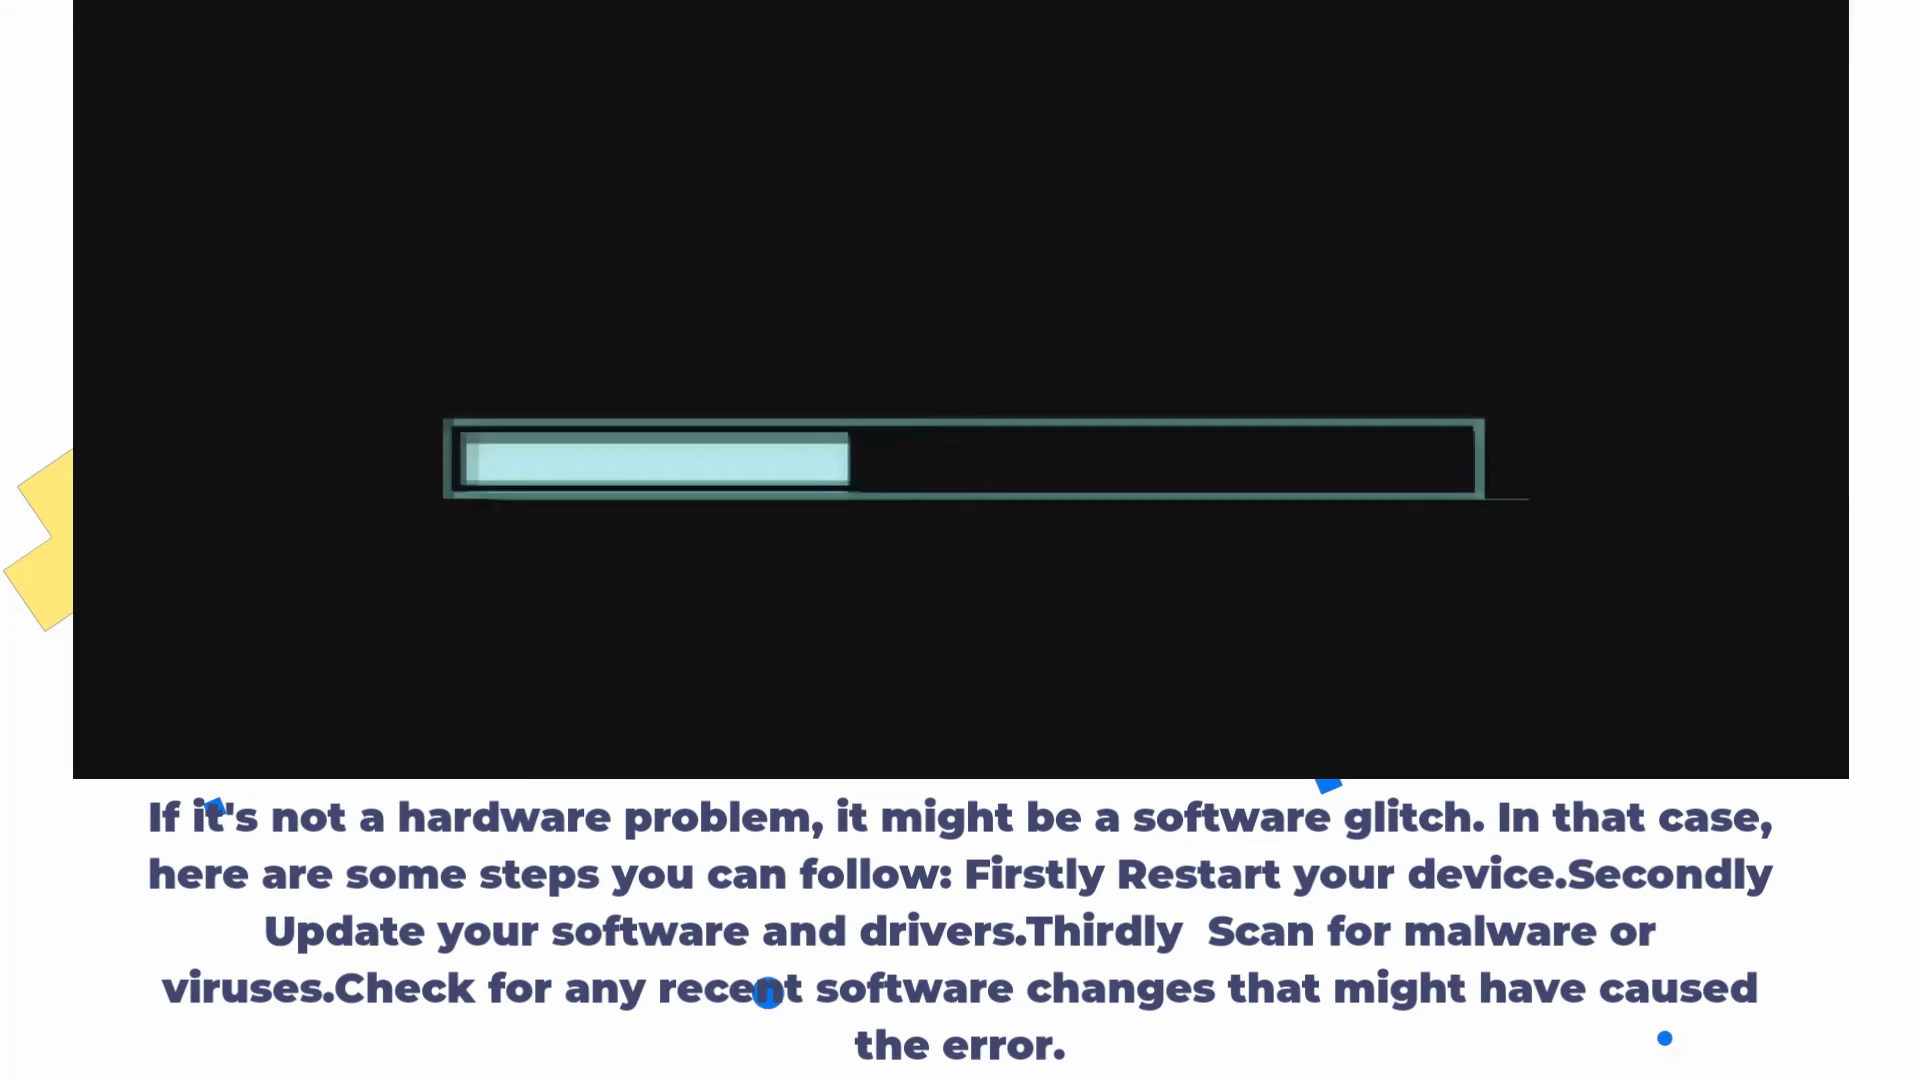 If it's not a hardware problem, it might be a software glitch. In that case,
here are some steps you can follow: Firstly Restart your device.Secondly
Update your software and drivers.Thirdly  Scan for malware or
viruses.Check for any recent software changes that might have caused
the error.